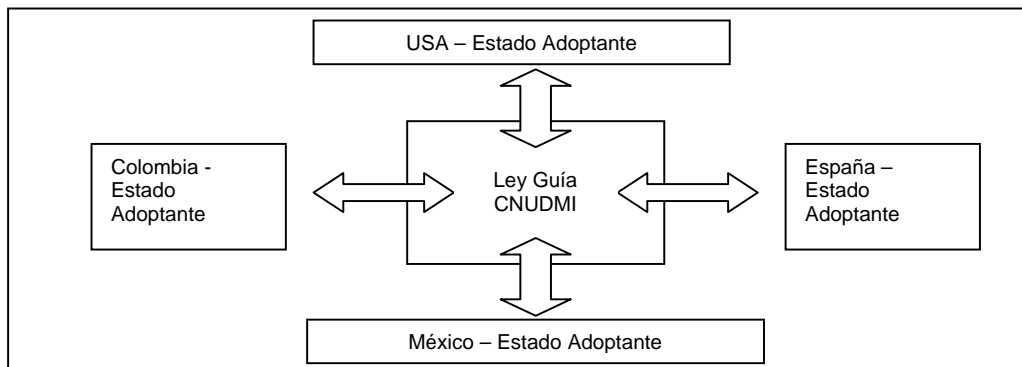 USA – Estado Adoptante
Colombia -
Estado
Adoptante
Ley Guía
CNUDMI
España –
Estado
Adoptante
México – Estado Adoptante